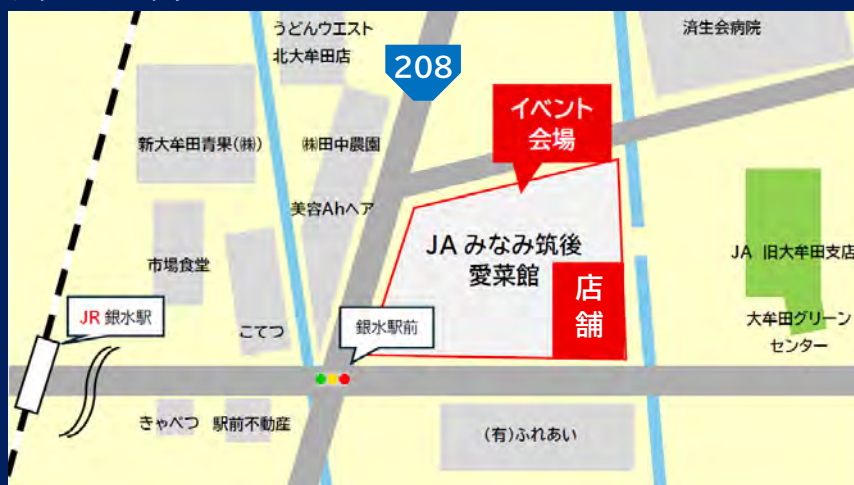 うどんウエスト
北大牟田店
208
済生会病院
イベント
会場
新大牟田青果(㈱)
㈱田中農園
美容Ahヘア
JA みなみ筑後
愛菜館
店
舗
市場食堂
JA 旧大牟田支店
JR 銀水駅
こてつ
銀水駅前
大牟田グリーン
センター
きゃべつ
駅前不動産
(有)ふれあい